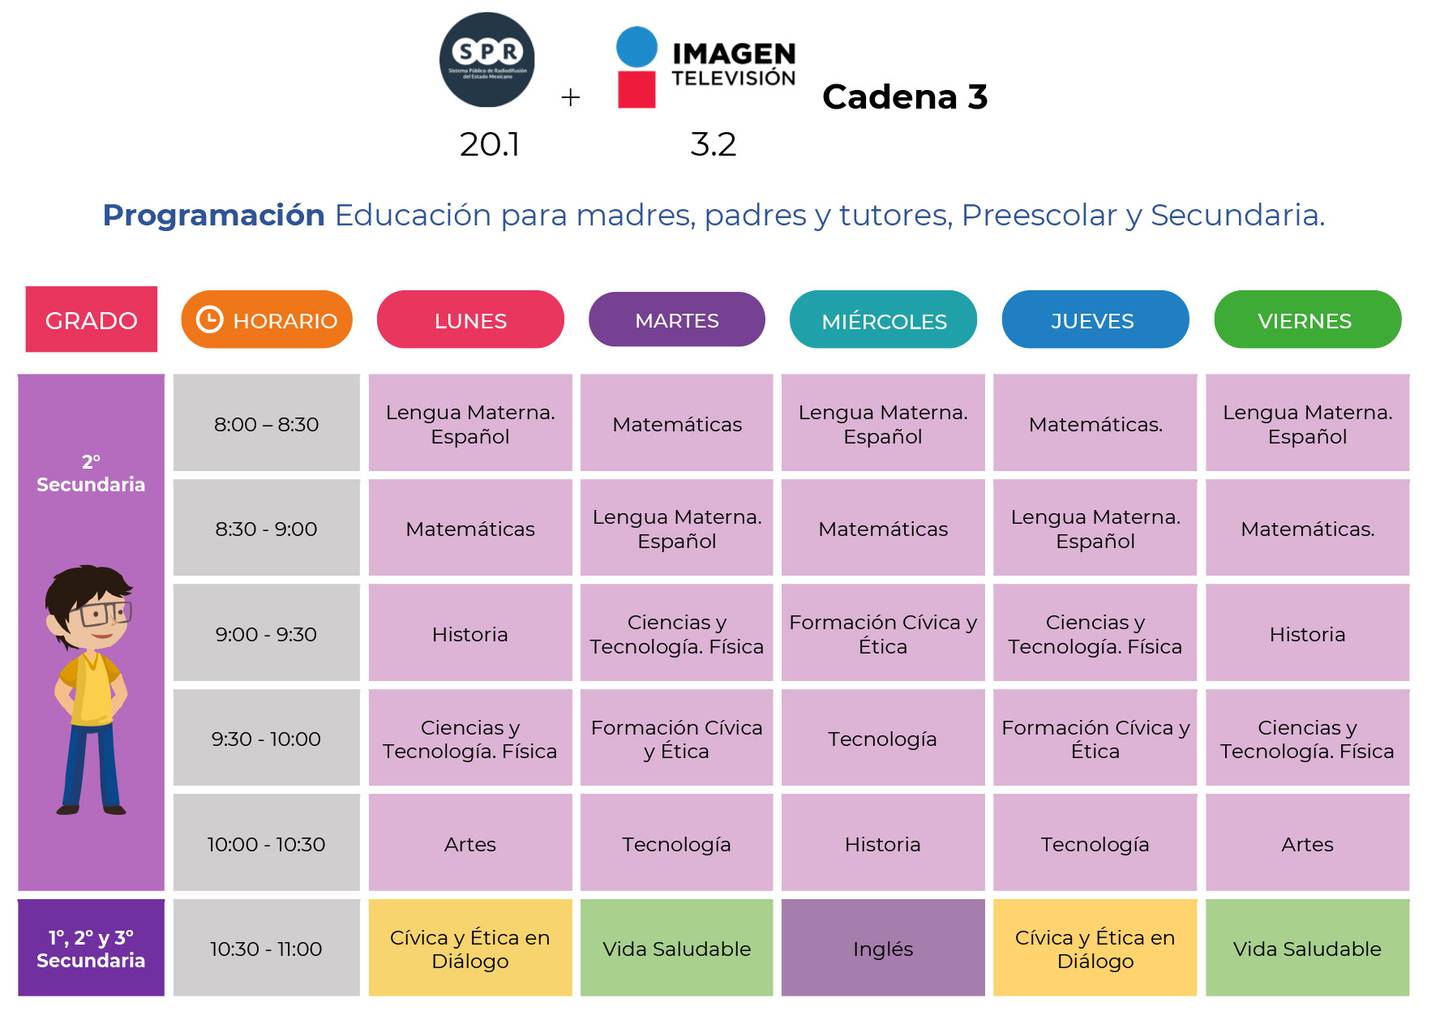 SPR
Sistema Público de Radiodifusión
del Estado Mexicano
+
IMAGEN
TELEVISIÓN
Cadena 3
20.1
3.2
Programación Educación para madres, padres y tutores, Preescolar y Secundaria.
GRADO
HORARIO
LUNES
MARTES
MIÉRCOLES
JUEVES
VIERNES
2º
Secundaria
8:00 – 8:30
Lengua Materna.
Español
Matemáticas
Lengua Materna.
Español
Matemáticas.
Lengua Materna.
Español
8:30 - 9:00
Matemáticas
Lengua Materna.
Español
Matemáticas
Lengua Materna.
Español
Matemáticas.
9:00 - 9:30
Historia
Ciencias y
Tecnología. Física
Formación Cívica y
Ética
Ciencias y
Tecnología. Física
Historia
9:30 - 10:00
Ciencias y
Tecnología. Física
Formación Cívica
y Ética
Tecnología
Formación Cívica y
Ética
Ciencias y
Tecnología. Física
10:00 - 10:30
Artes
Tecnología
Historia
Tecnología
Artes
1º, 2º y 3º
Secundaria
10:30 - 11:00
Cívica y Ética en
Diálogo
Vida Saludable
Inglés
Cívica y Ética en
Diálogo
Vida Saludable